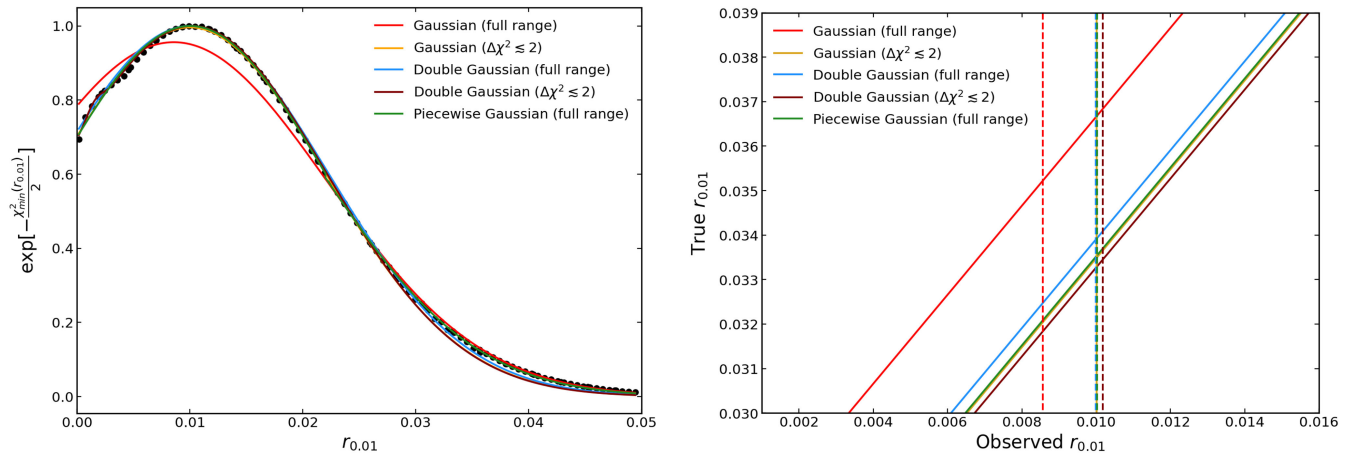 Gaussian (full range)
Gaussian (Δχ² ≲ 2)
Double Gaussian (full range)
Double Gaussian (Δχ² ≲ 2)
Piecewise Gaussian (full range)
exp[−χ²min(r0.01)/2]
1.0
0.8
0.6
0.4
0.2
0.0
0.00 0.01 0.02 0.03 0.04 0.05
r0.01
Gaussian (full range)
Gaussian (Δχ² ≲ 2)
Double Gaussian (full range)
Double Gaussian (Δχ² ≲ 2)
Piecewise Gaussian (full range)
True r0.01
0.039
0.038
0.037
0.036
0.035
0.034
0.033
0.032
0.031
0.030
0.002 0.004 0.006 0.008 0.010 0.012 0.014 0.016
Observed r0.01